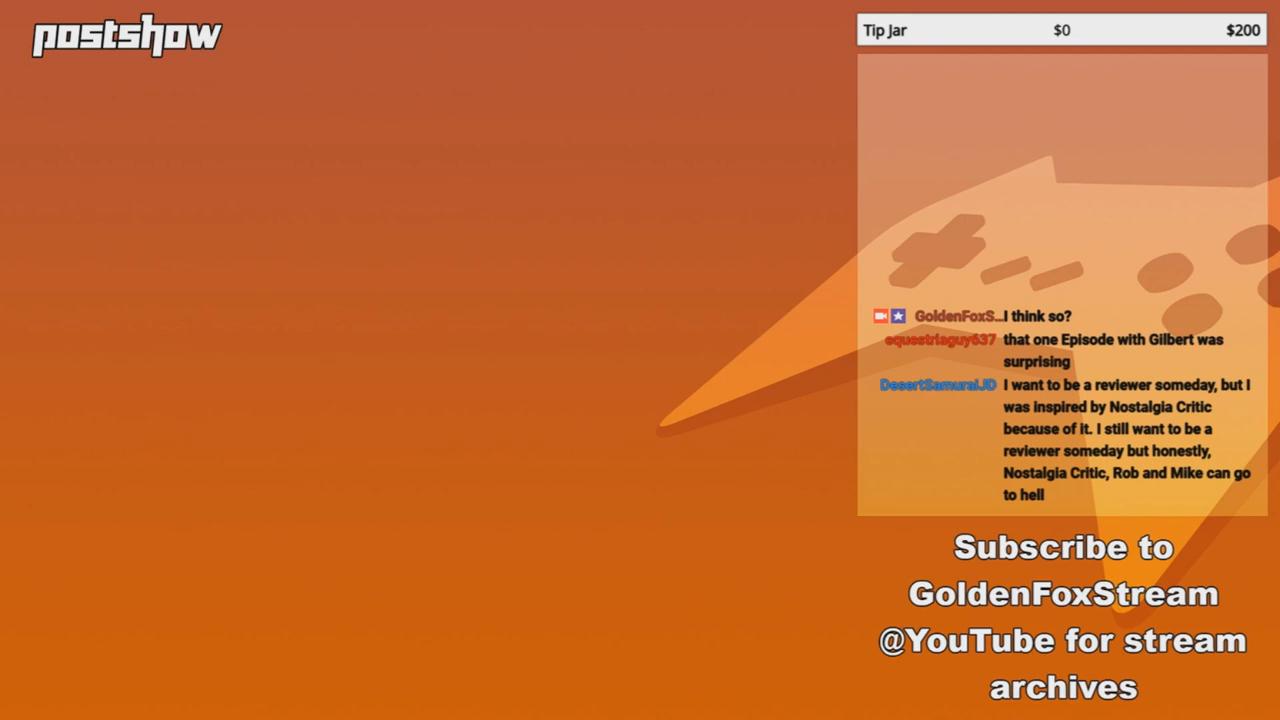 postshow
Tip Jar $0 $200
GoldenFoxS... I think so?
equestriaguy637 that one Episode with Gilbert was
surprising
DesertSamuraiJD I want to be a reviewer someday, but I
was inspired by Nostalgia Critic
because of it. I still want to be a
reviewer someday but honestly,
Nostalgia Critic, Rob and Mike can go
to hell
Subscribe to
GoldenFoxStream
@YouTube for stream
archives